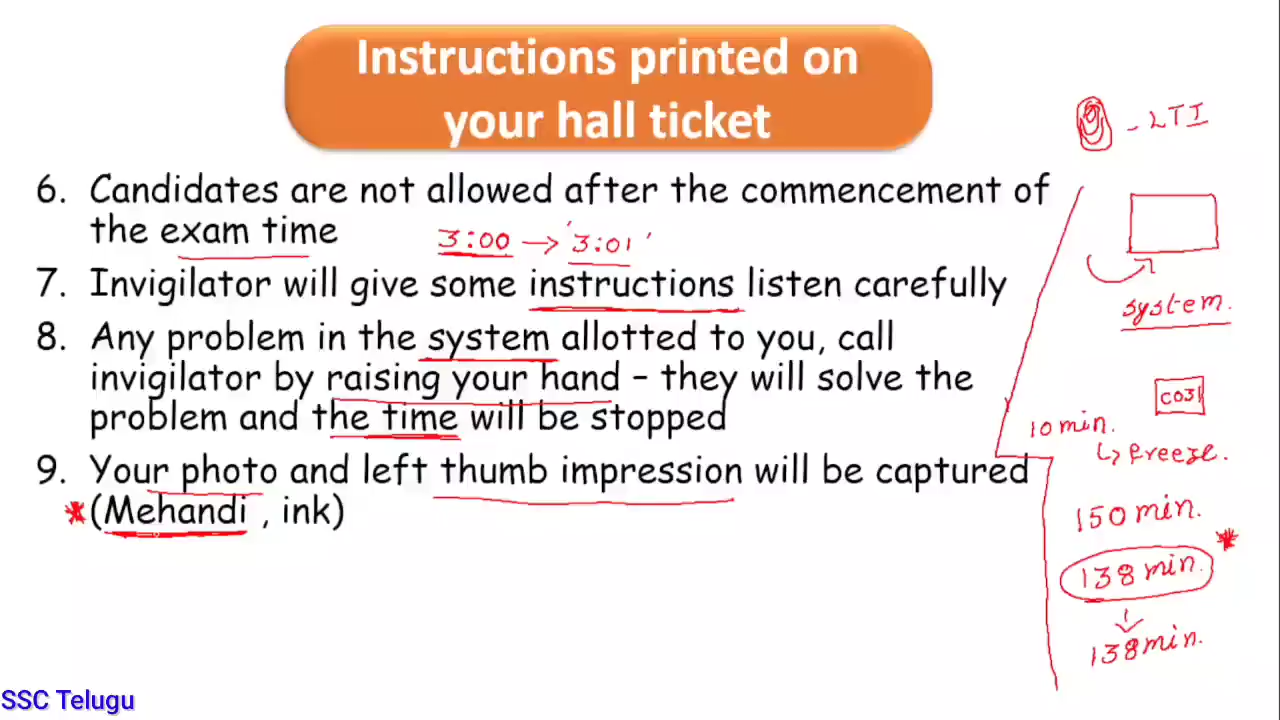 Instructions printed on
your hall ticket
- LTI
6. Candidates are not allowed after the commencement of
the exam time
3:00 → '3:01'
7. Invigilator will give some instructions listen carefully
system.
8. Any problem in the system allotted to you, call
invigilator by raising your hand – they will solve the
problem and the time will be stopped
CO31
10 min.
↳ freeze.
9. Your photo and left thumb impression will be captured
*(Mehandi , ink)
150 min.
138 min. *
138 min.
SSC Telugu